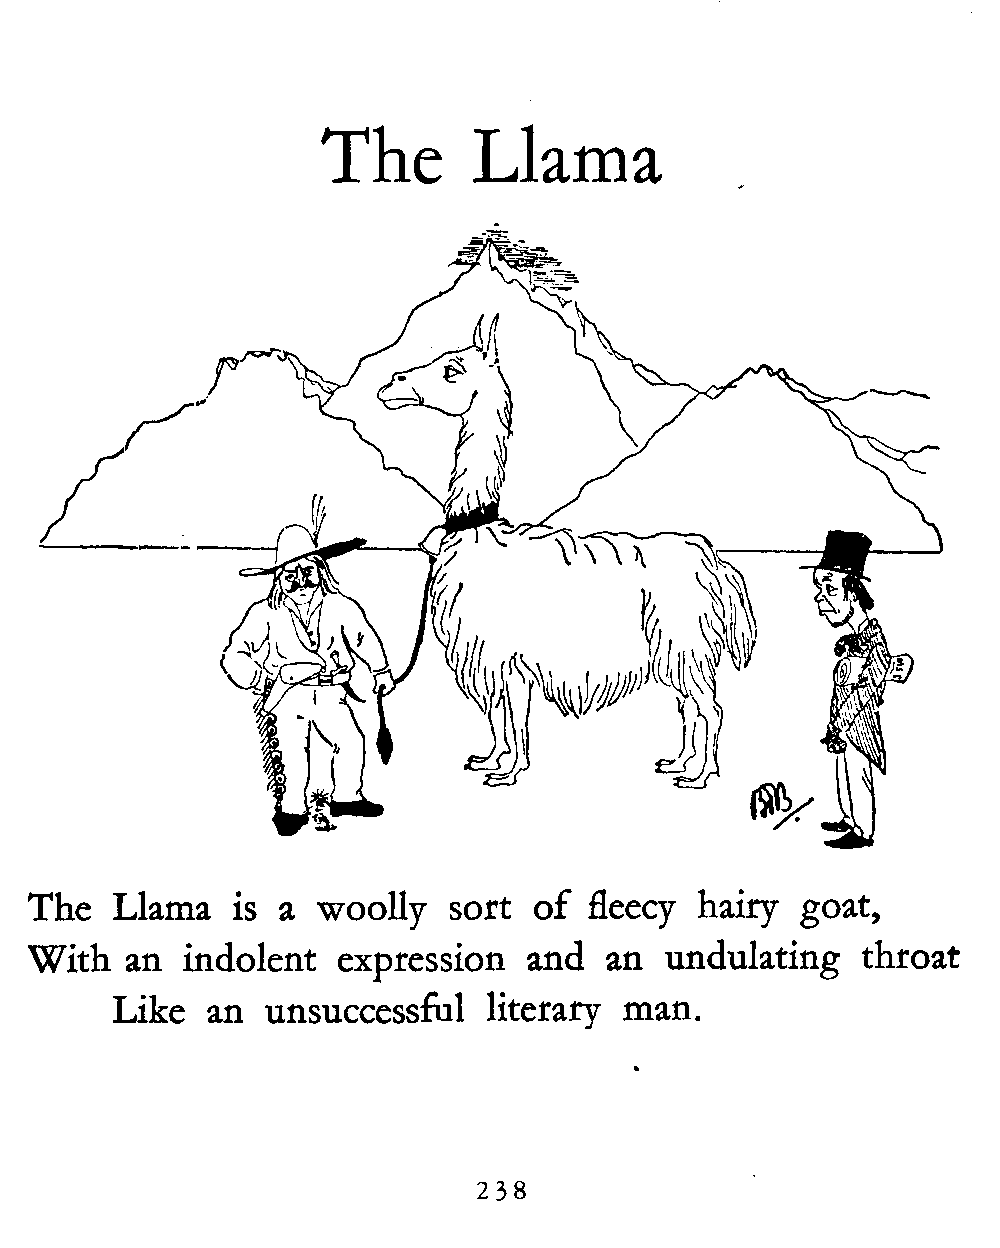 The Llama
BTB
The Llama is a woolly sort of fleecy hairy goat,
With an indolent expression and an undulating throat
Like an unsuccessful literary man.
238